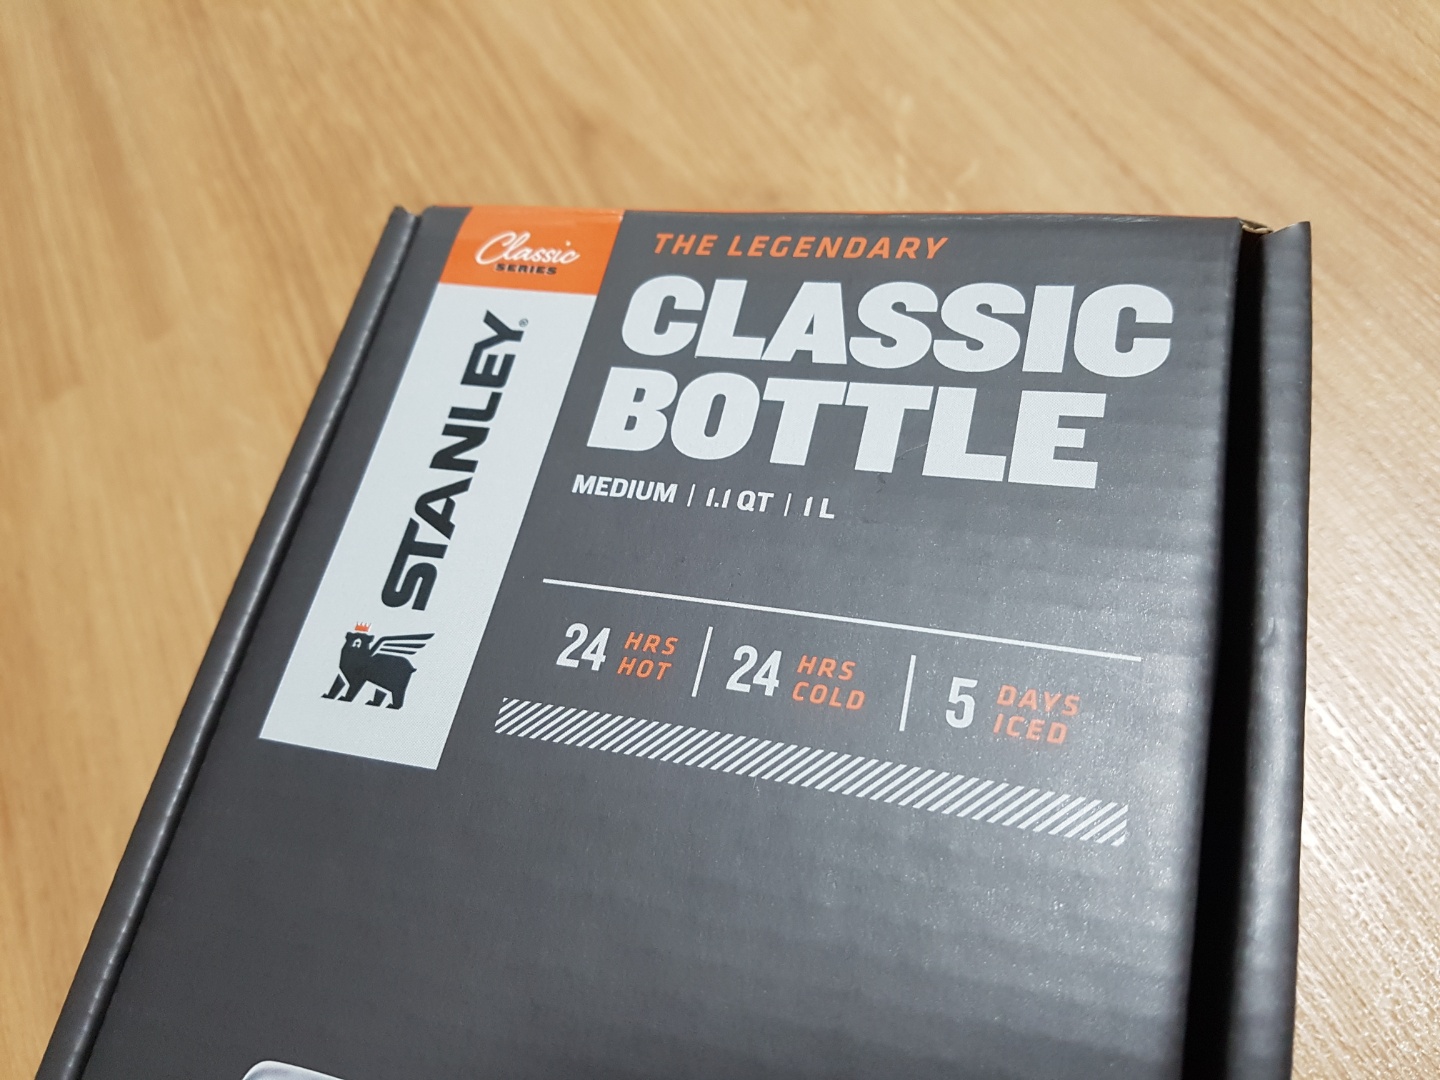 Classic
SERIES
STANLEY®
THE LEGENDARY
CLASSIC
BOTTLE
MEDIUM | 1.1 QT | 1 L
24 HRS HOT | 24 HRS COLD | 5 DAYS ICED